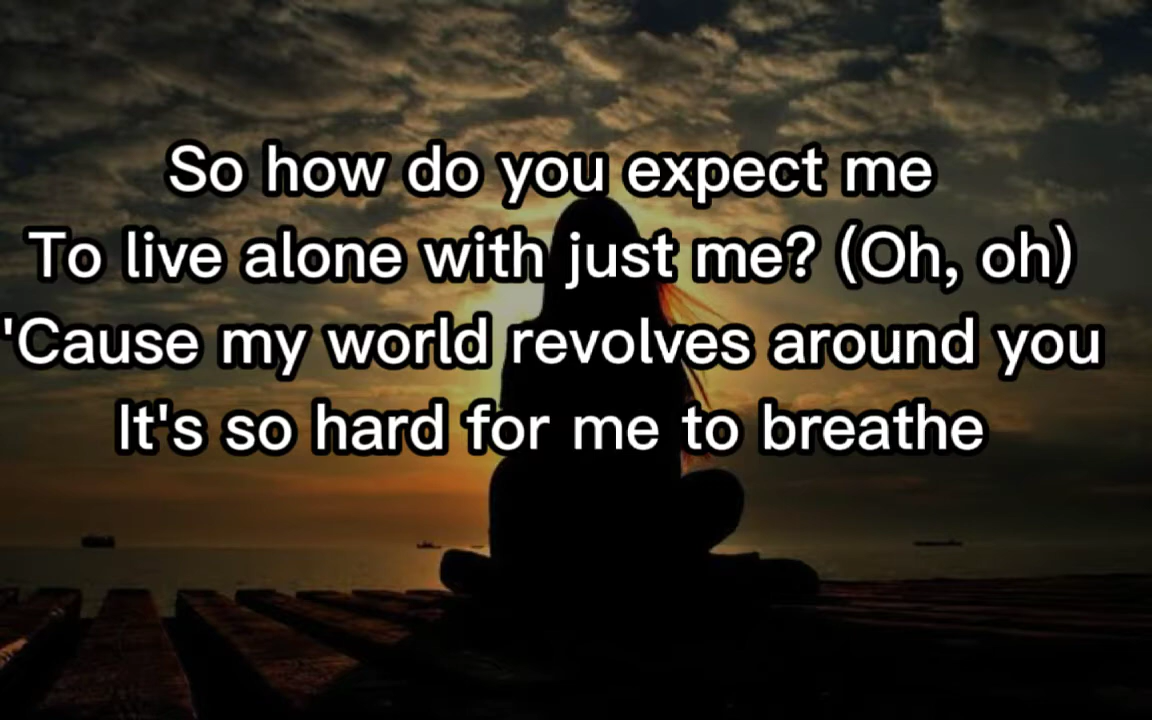 So how do you expect me
To live alone with just me? (Oh, oh)
'Cause my world revolves around you
It's so hard for me to breathe